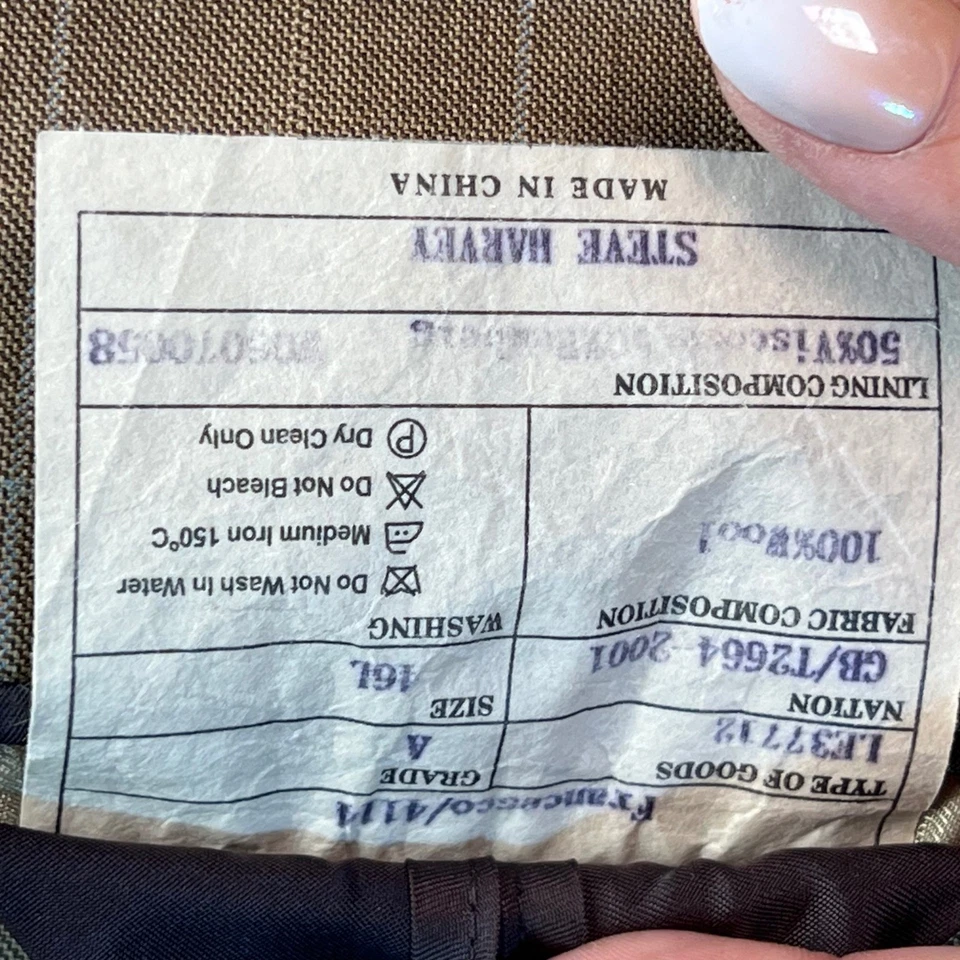 Francesco/4114
TYPE OF GOODS
LE37712
GRADE
A
NATION
GB/T2664-2001
SIZE
46L
FABRIC COMPOSITION
100%Wool
WASHING
Do Not Wash In Water
Medium Iron 150°C
Do Not Bleach
Dry Clean Only
LINING COMPOSITION
50%Viscose
STEVE HARVEY
MADE IN CHINA